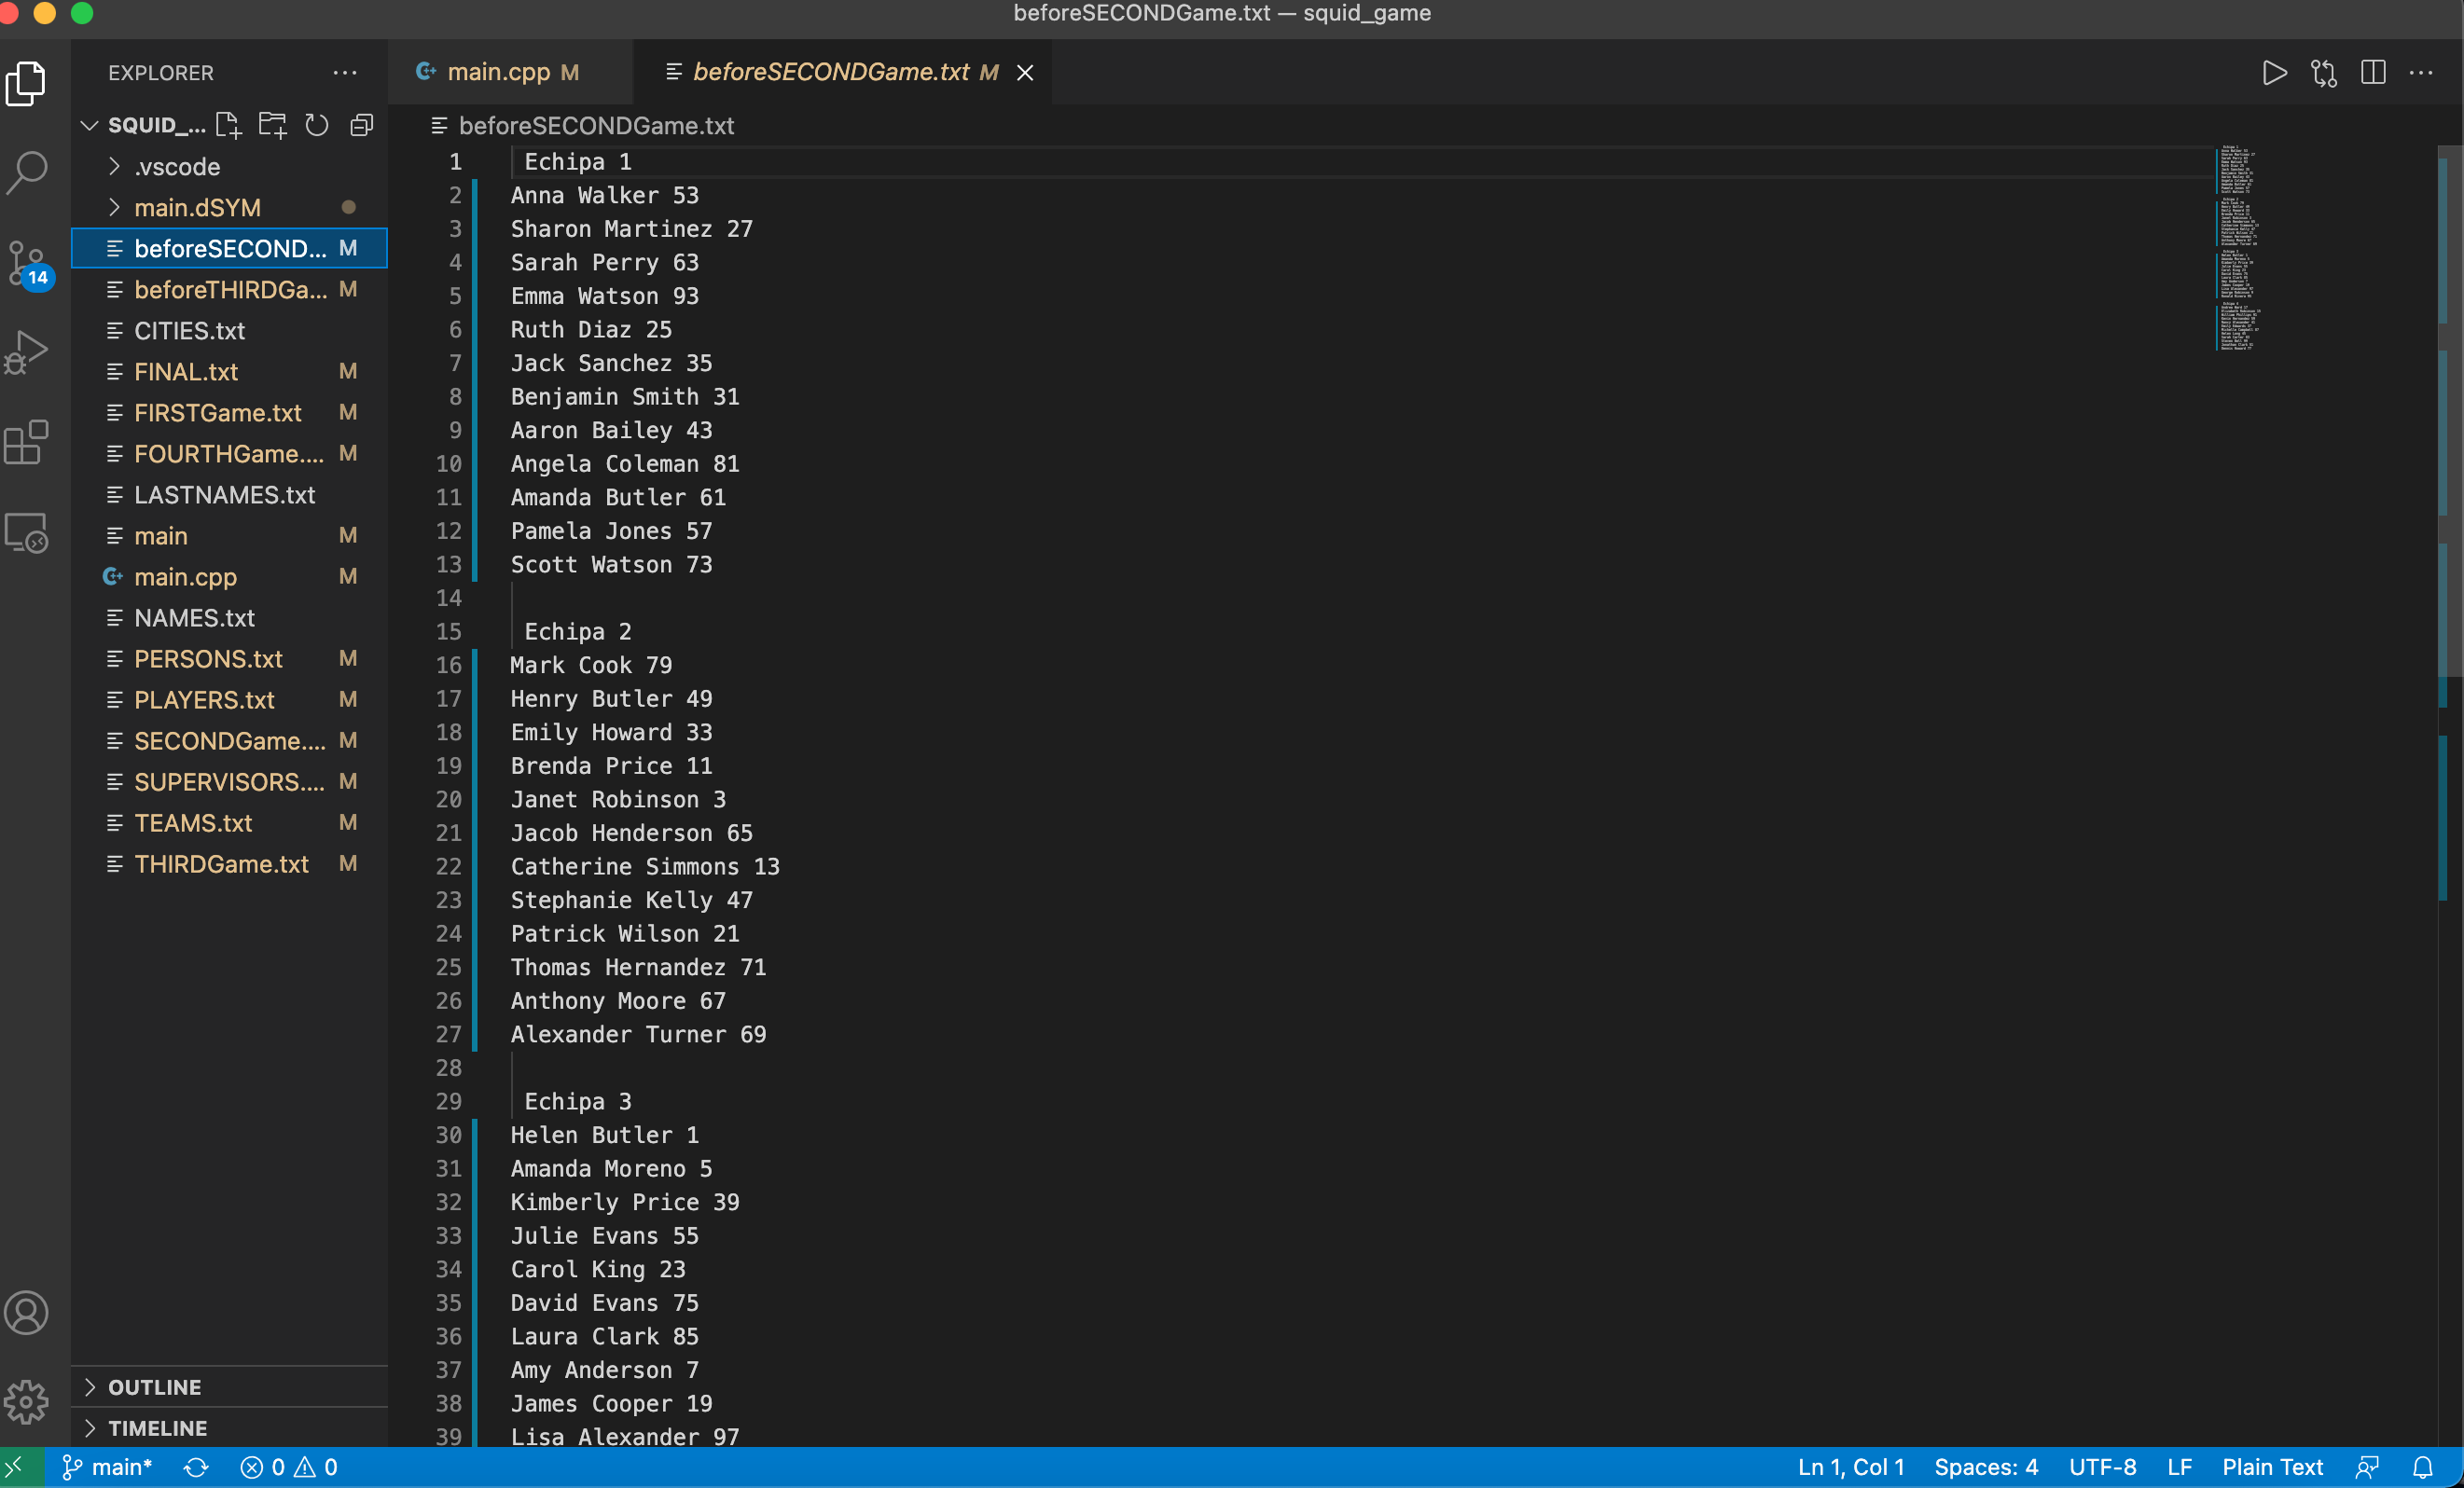 beforeSECONDGame.txt — squid_game
EXPLORER
SQUID_...
.vscode
main.dSYM
beforeSECOND... M
beforeTHIRDGa... M
CITIES.txt
FINAL.txt M
FIRSTGame.txt M
FOURTHGame.... M
LASTNAMES.txt
main M
main.cpp M
NAMES.txt
PERSONS.txt M
PLAYERS.txt M
SECONDGame.... M
SUPERVISORS.... M
TEAMS.txt M
THIRDGame.txt M
14
OUTLINE
TIMELINE
main.cpp M
beforeSECONDGame.txt M
beforeSECONDGame.txt
1 Echipa 1
2 Anna Walker 53
3 Sharon Martinez 27
4 Sarah Perry 63
5 Emma Watson 93
6 Ruth Diaz 25
7 Jack Sanchez 35
8 Benjamin Smith 31
9 Aaron Bailey 43
10 Angela Coleman 81
11 Amanda Butler 61
12 Pamela Jones 57
13 Scott Watson 73
14
15 Echipa 2
16 Mark Cook 79
17 Henry Butler 49
18 Emily Howard 33
19 Brenda Price 11
20 Janet Robinson 3
21 Jacob Henderson 65
22 Catherine Simmons 13
23 Stephanie Kelly 47
24 Patrick Wilson 21
25 Thomas Hernandez 71
26 Anthony Moore 67
27 Alexander Turner 69
28
29 Echipa 3
30 Helen Butler 1
31 Amanda Moreno 5
32 Kimberly Price 39
33 Julie Evans 55
34 Carol King 23
35 David Evans 75
36 Laura Clark 85
37 Amy Anderson 7
38 James Cooper 19
39 Lisa Alexander 97
main* 0 0
Ln 1, Col 1 Spaces: 4 UTF-8 LF Plain Text